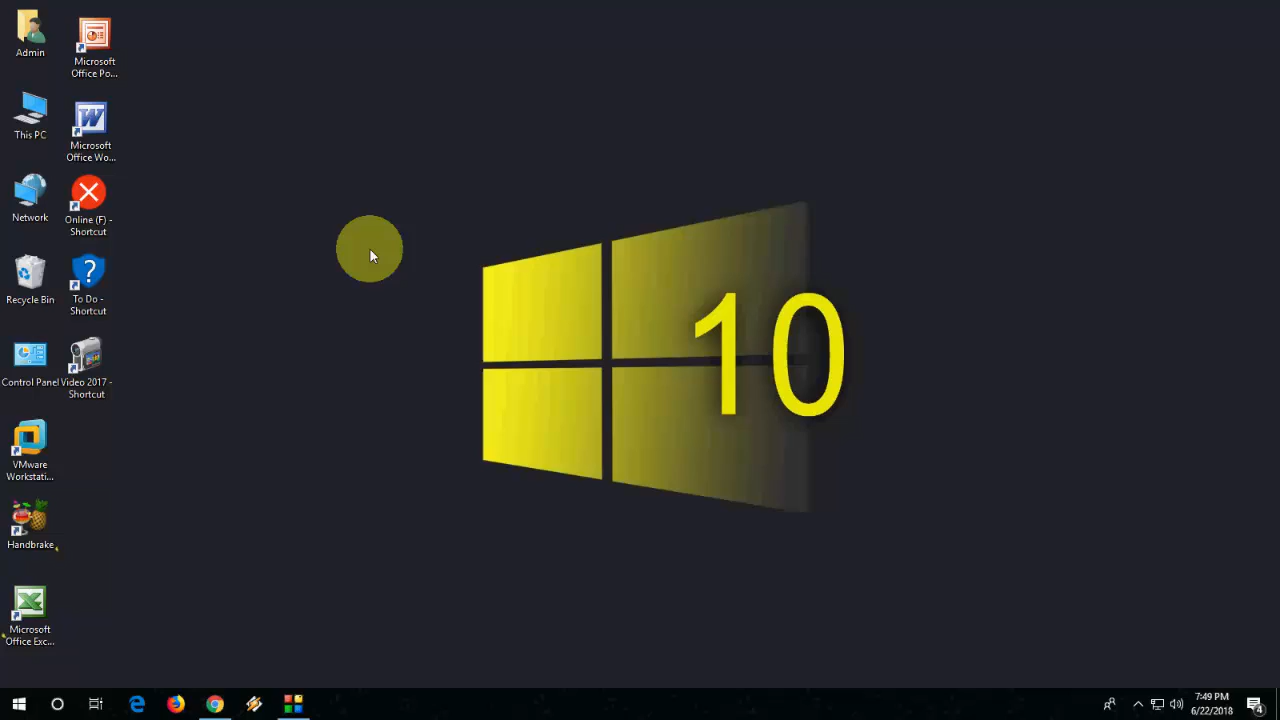 Admin
Microsoft
Office Po...
This PC
Microsoft
Office Wo...
Network
Online (F) -
Shortcut
Recycle Bin
To Do -
Shortcut
Control Panel
Video 2017 -
Shortcut
VMware
Workstati...
Handbrake
Microsoft
Office Exc...
10
7:49 PM
6/22/2018
4